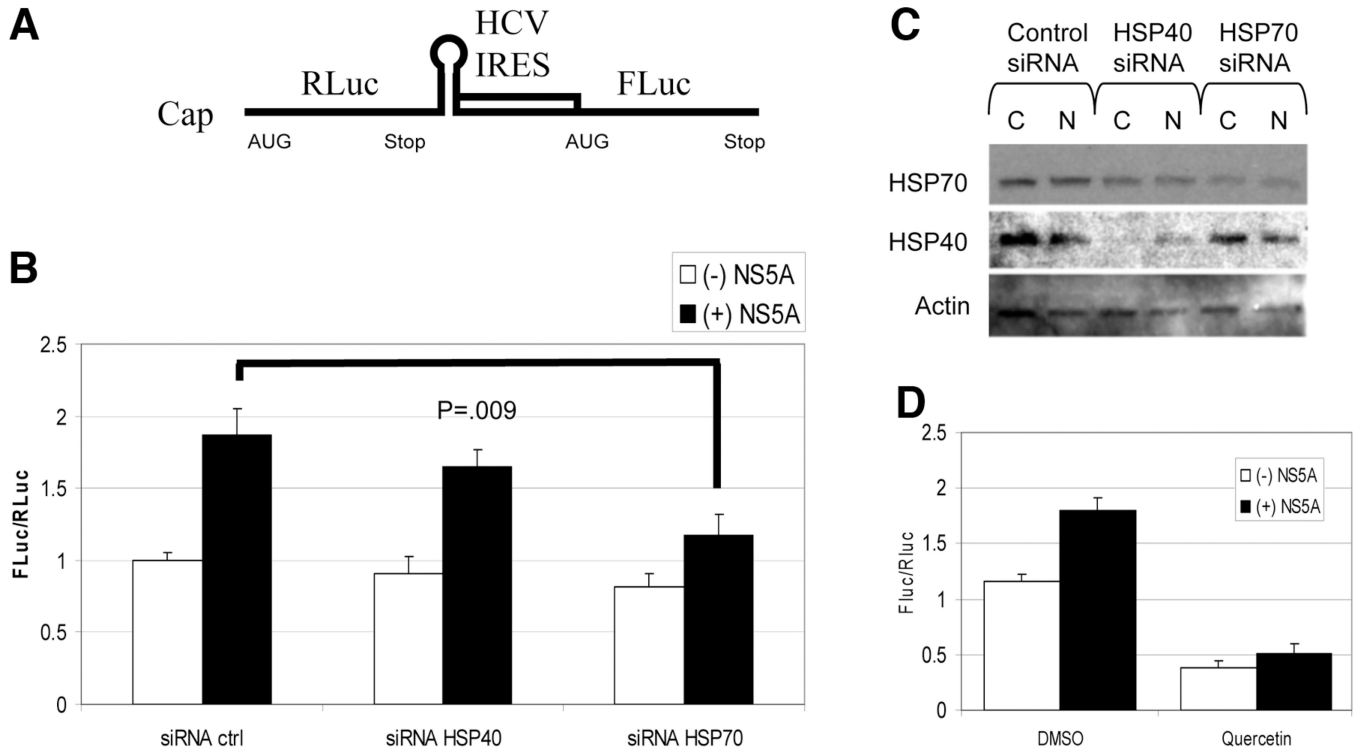 A
Cap
RLuc
HCV
IRES
FLuc
AUG
Stop
AUG
Stop
B
(-) NS5A
(+) NS5A
FLuc/RLuc
2.5
2
1.5
1
0.5
0
P=.009
siRNA ctrl
siRNA HSP40
siRNA HSP70
C
Control
siRNA
HSP40
siRNA
HSP70
siRNA
C N C N C N
HSP70
HSP40
Actin
D
(-) NS5A
(+) NS5A
Fluc/Rluc
2.5
2
1.5
1
0.5
0
DMSO
Quercetin